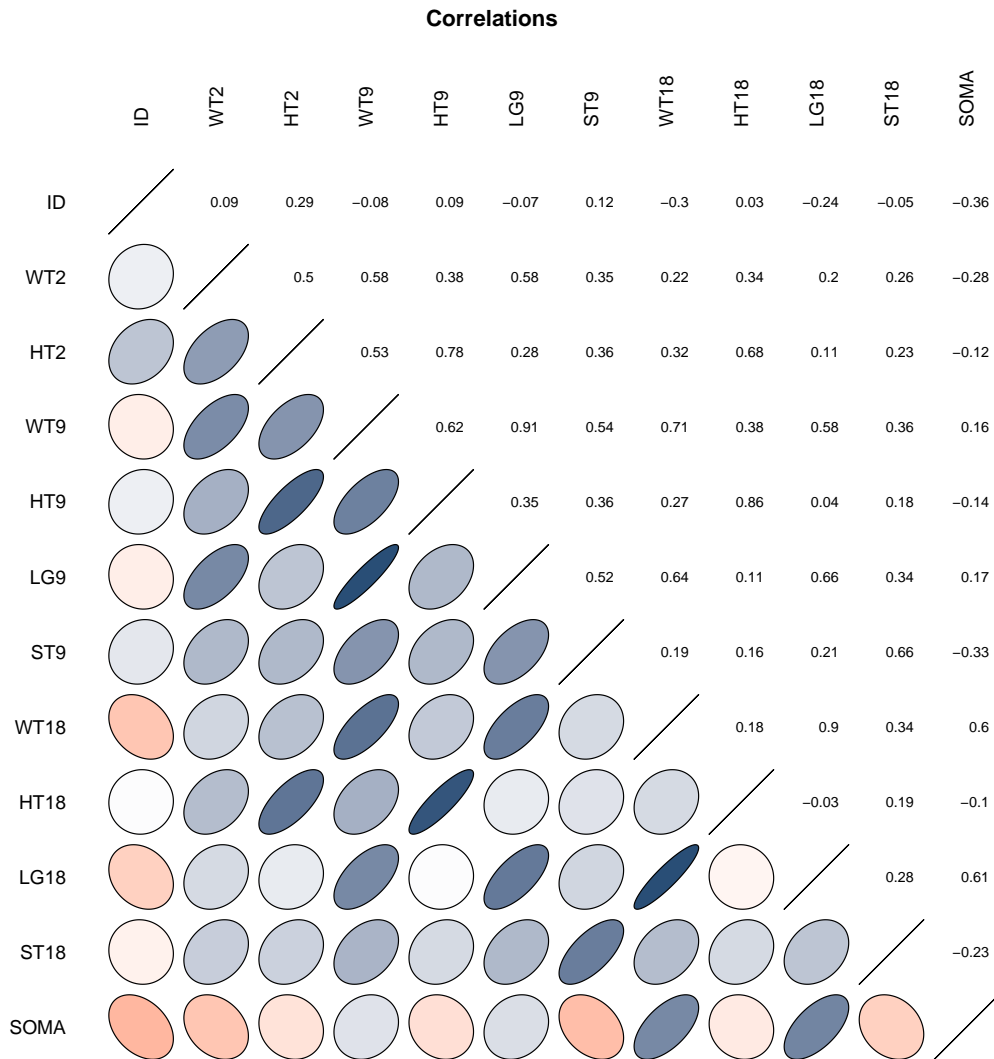 Correlations
ID WT2 HT2 WT9 HT9 LG9 ST9 WT18 HT18 LG18 ST18 SOMA
ID 0.09 0.29 −0.08 0.09 −0.07 0.12 −0.3 0.03 −0.24 −0.05 −0.36
WT2 0.5 0.58 0.38 0.58 0.35 0.22 0.34 0.2 0.26 −0.28
HT2 0.53 0.78 0.28 0.36 0.32 0.68 0.11 0.23 −0.12
WT9 0.62 0.91 0.54 0.71 0.38 0.58 0.36 0.16
HT9 0.35 0.36 0.27 0.86 0.04 0.18 −0.14
LG9 0.52 0.64 0.11 0.66 0.34 0.17
ST9 0.19 0.16 0.21 0.66 −0.33
WT18 0.18 0.9 0.34 0.6
HT18 −0.03 0.19 −0.1
LG18 0.28 0.61
ST18 −0.23
SOMA